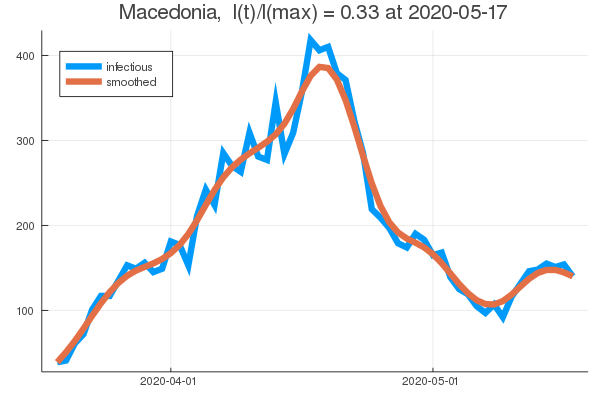 Macedonia,  I(t)/I(max) = 0.33 at 2020-05-17
infectious
smoothed
400
300
200
100
2020-04-01
2020-05-01